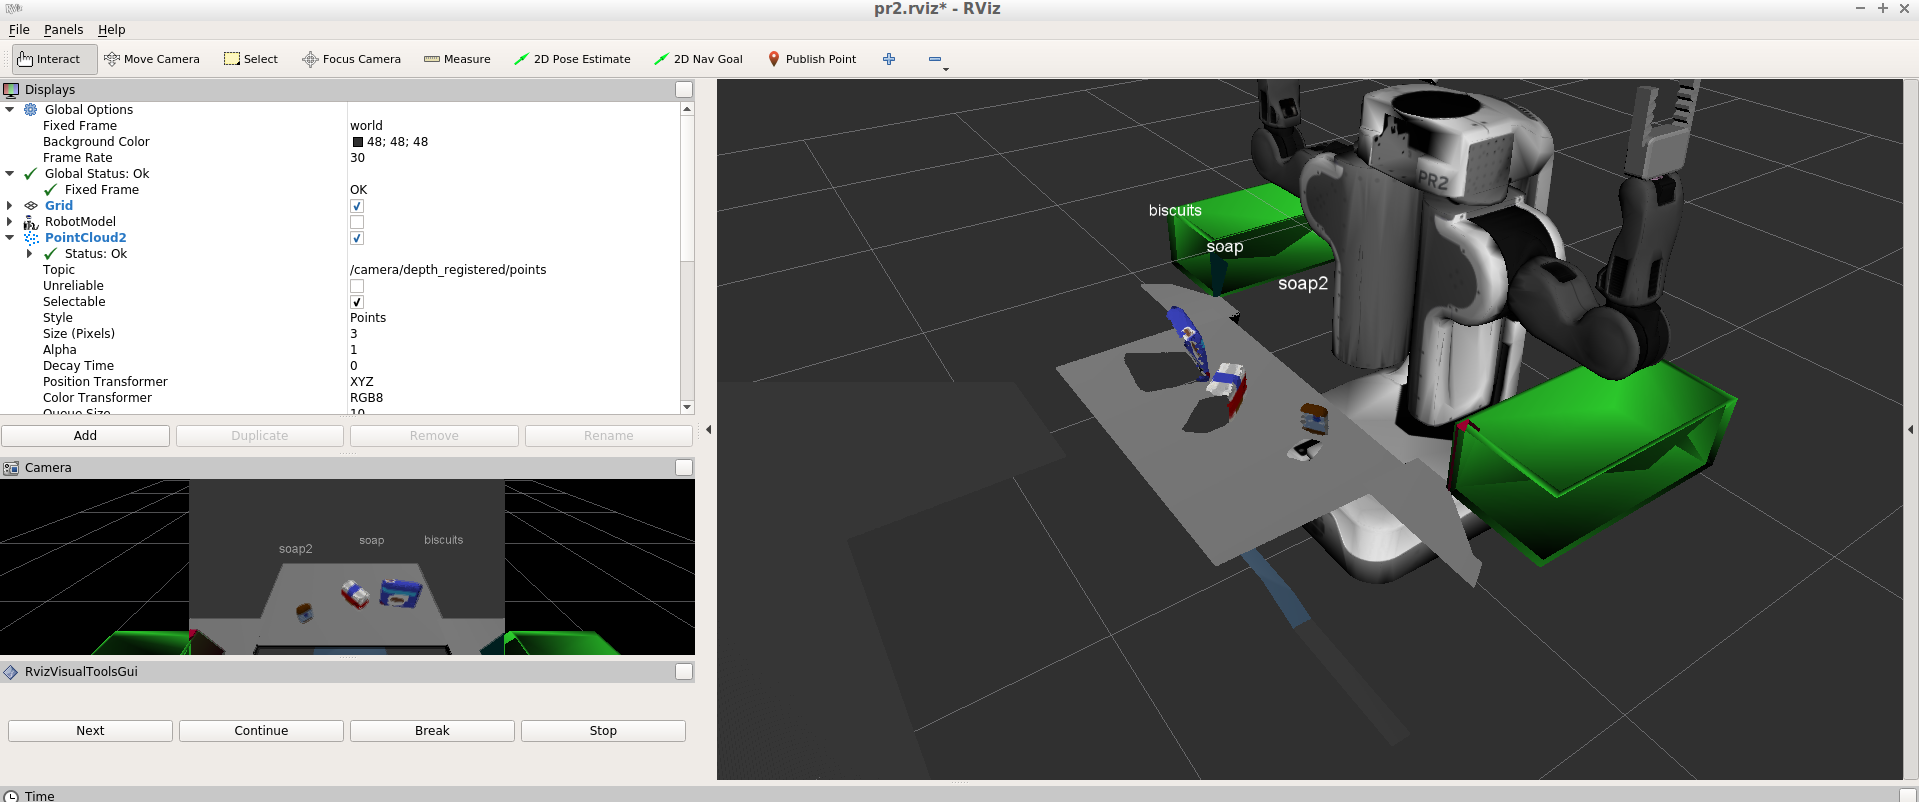 pr2.rviz* - RViz
File Panels Help
Interact Move Camera Select Focus Camera Measure 2D Pose Estimate 2D Nav Goal Publish Point
Displays
Global Options
Fixed Frame world
Background Color 48; 48; 48
Frame Rate 30
Global Status: Ok
Fixed Frame OK
Grid
RobotModel
PointCloud2
Status: Ok
Topic /camera/depth_registered/points
Unreliable
Selectable
Style Points
Size (Pixels) 3
Alpha 1
Decay Time 0
Position Transformer XYZ
Color Transformer RGB8
Queue Size 10
Add Duplicate Remove Rename
Camera
soap2 soap biscuits
RvizVisualToolsGui
Next Continue Break Stop
Time
PR2
biscuits
soap
soap2